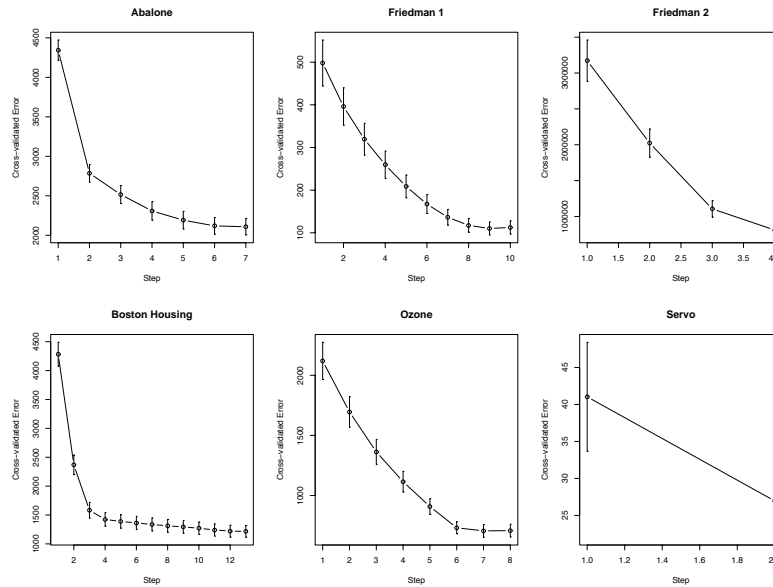 Abalone
Cross-validated Error
2000 2500 3000 4000 4500
1 2 3 4 5 6 7
Step
Friedman 1
Cross-validated Error
100 200 300 400 500
2 4 6 8 10
Step
Friedman 2
Cross-validated Error
1000000 2000000 3000000
1.0 1.5 2.0 2.5 3.0 3.5
Step
Boston Housing
Cross-validated Error
1000 1500 2000 2500 3000 3500 4500
2 4 6 8 10 12
Step
Ozone
Cross-validated Error
1000 1500 2000
1 2 3 4 5 6 7 8
Step
Servo
Cross-validated Error
25 30 35 40 45
1.0 1.2 1.4 1.6 1.8
Step